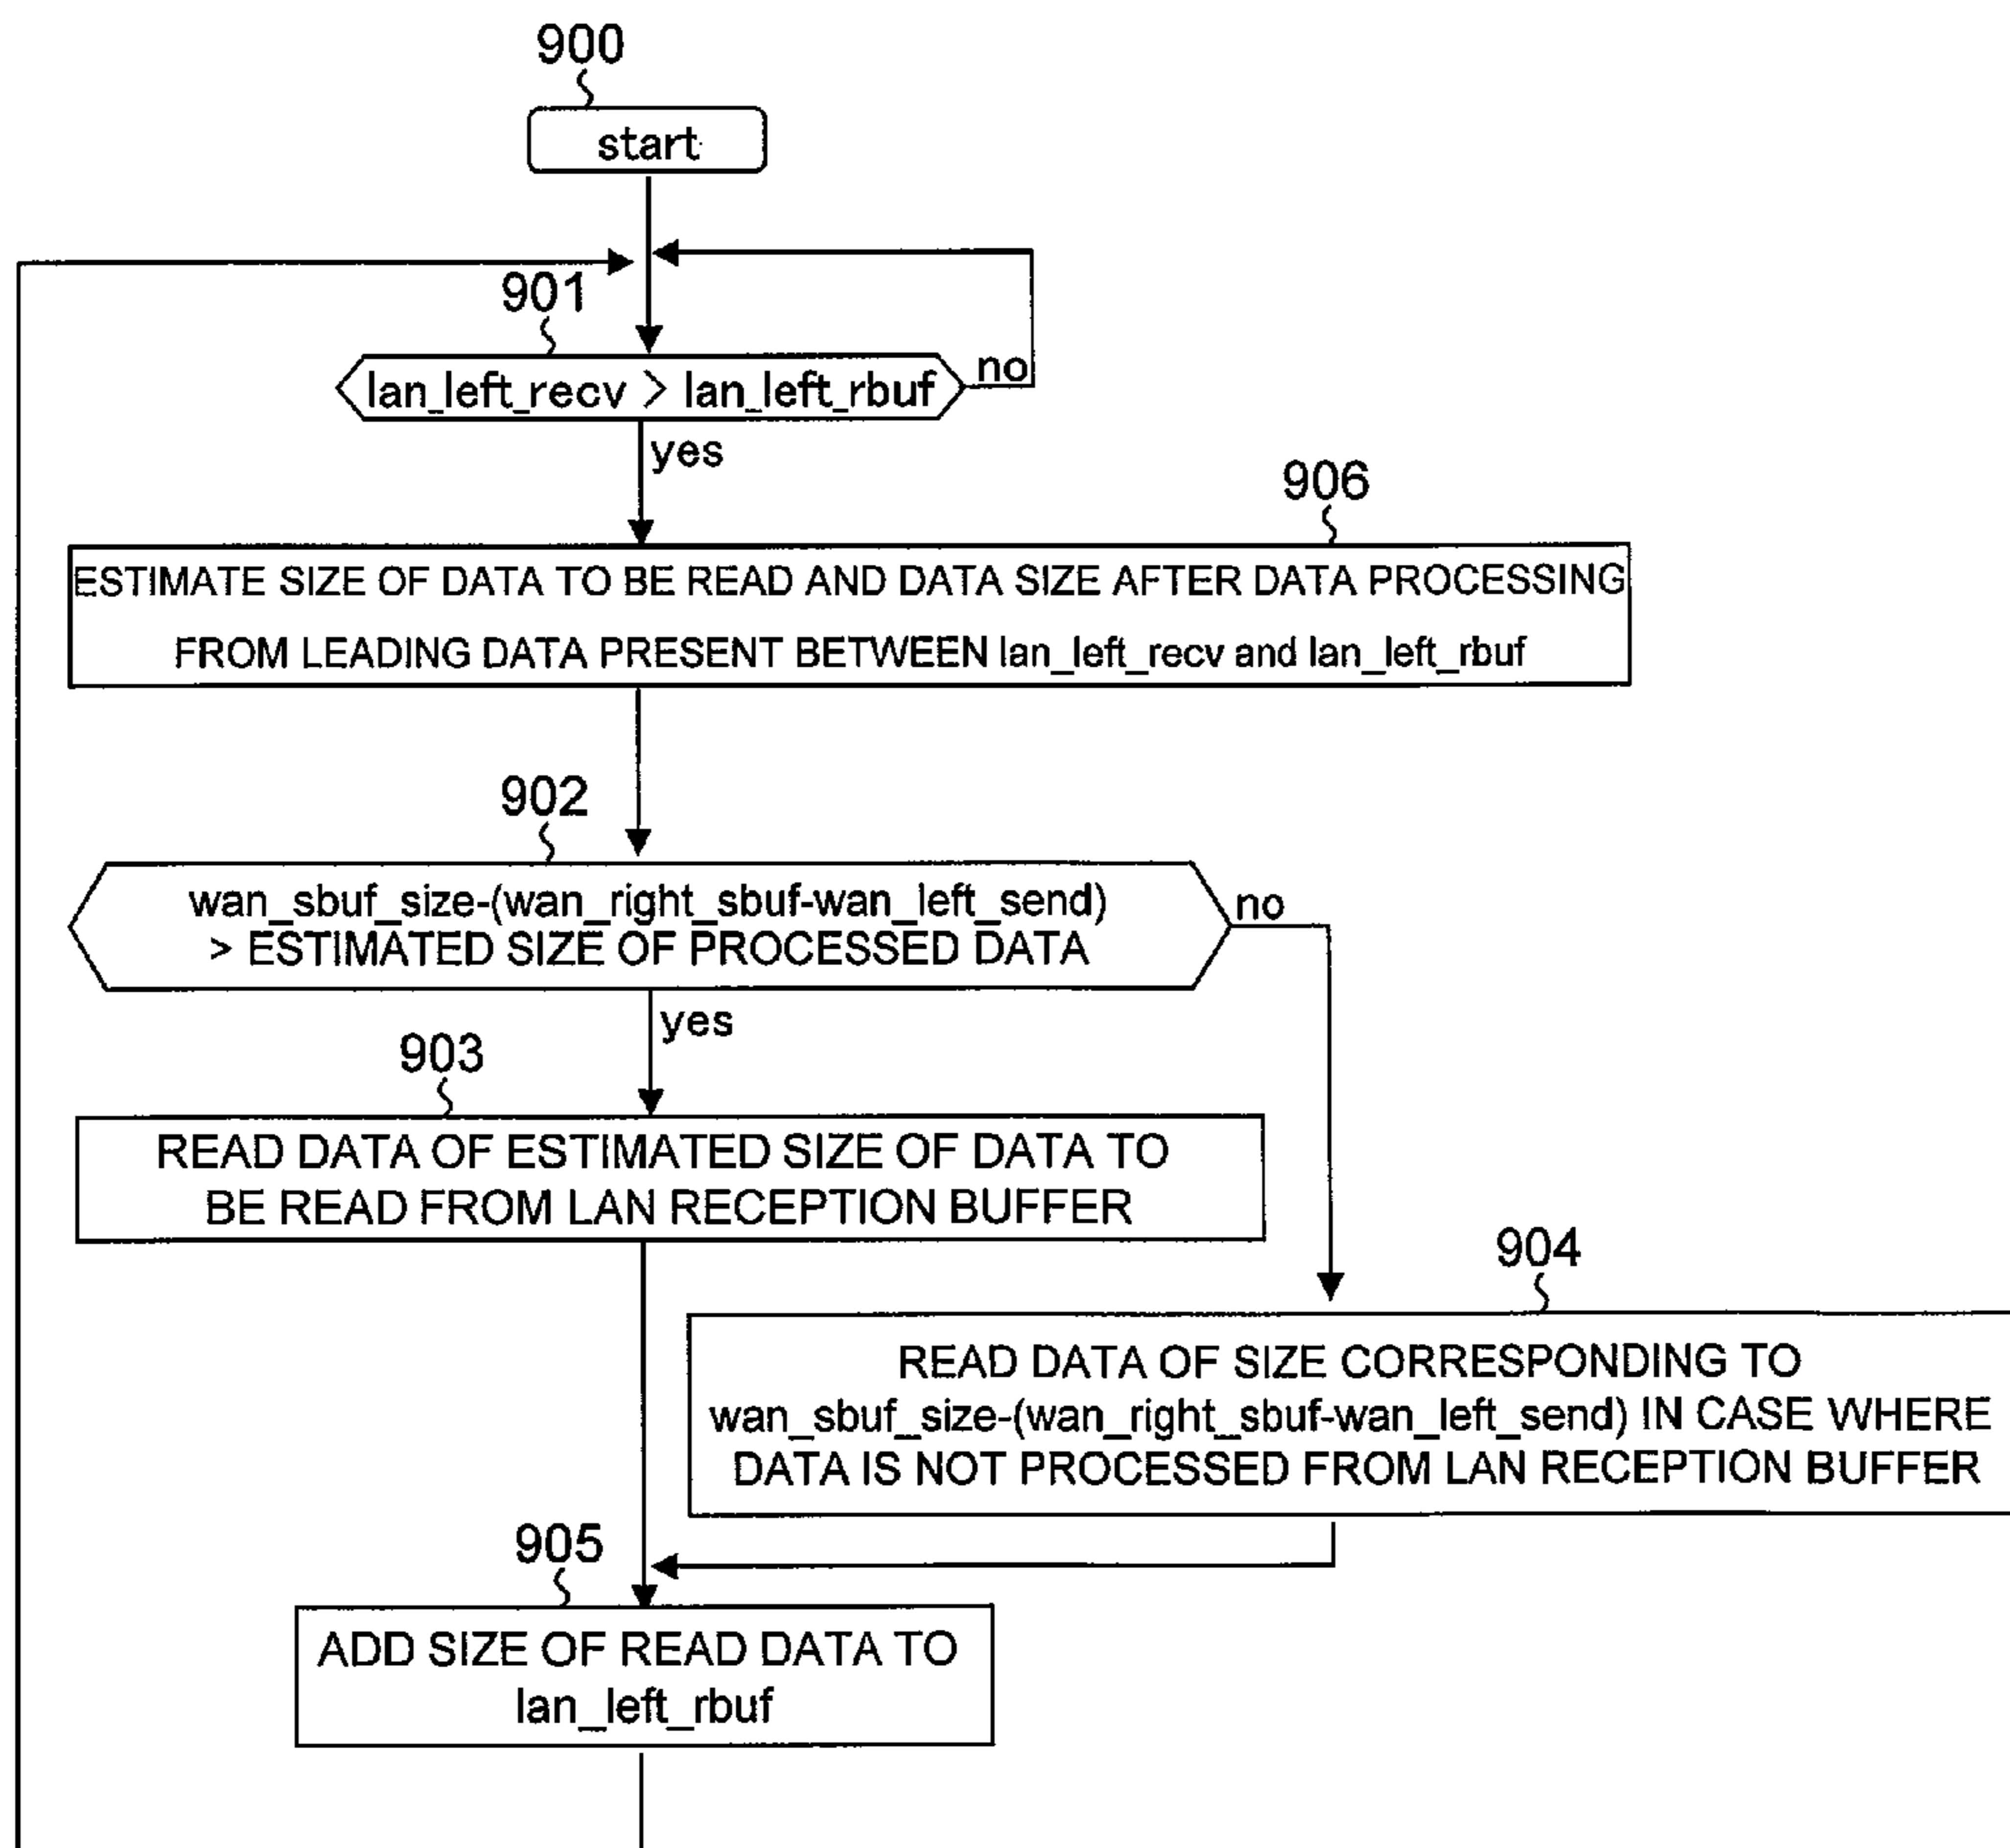 900
start
901
lan_left_recv > lan_left_rbuf
no
yes
906
ESTIMATE SIZE OF DATA TO BE READ AND DATA SIZE AFTER DATA PROCESSING
FROM LEADING DATA PRESENT BETWEEN lan_left_recv and lan_left_rbuf
902
wan_sbuf_size-(wan_right_sbuf-wan_left_send)
> ESTIMATED SIZE OF PROCESSED DATA
no
yes
903
READ DATA OF ESTIMATED SIZE OF DATA TO
BE READ FROM LAN RECEPTION BUFFER
904
READ DATA OF SIZE CORRESPONDING TO
wan_sbuf_size-(wan_right_sbuf-wan_left_send) IN CASE WHERE
DATA IS NOT PROCESSED FROM LAN RECEPTION BUFFER
905
ADD SIZE OF READ DATA TO
lan_left_rbuf